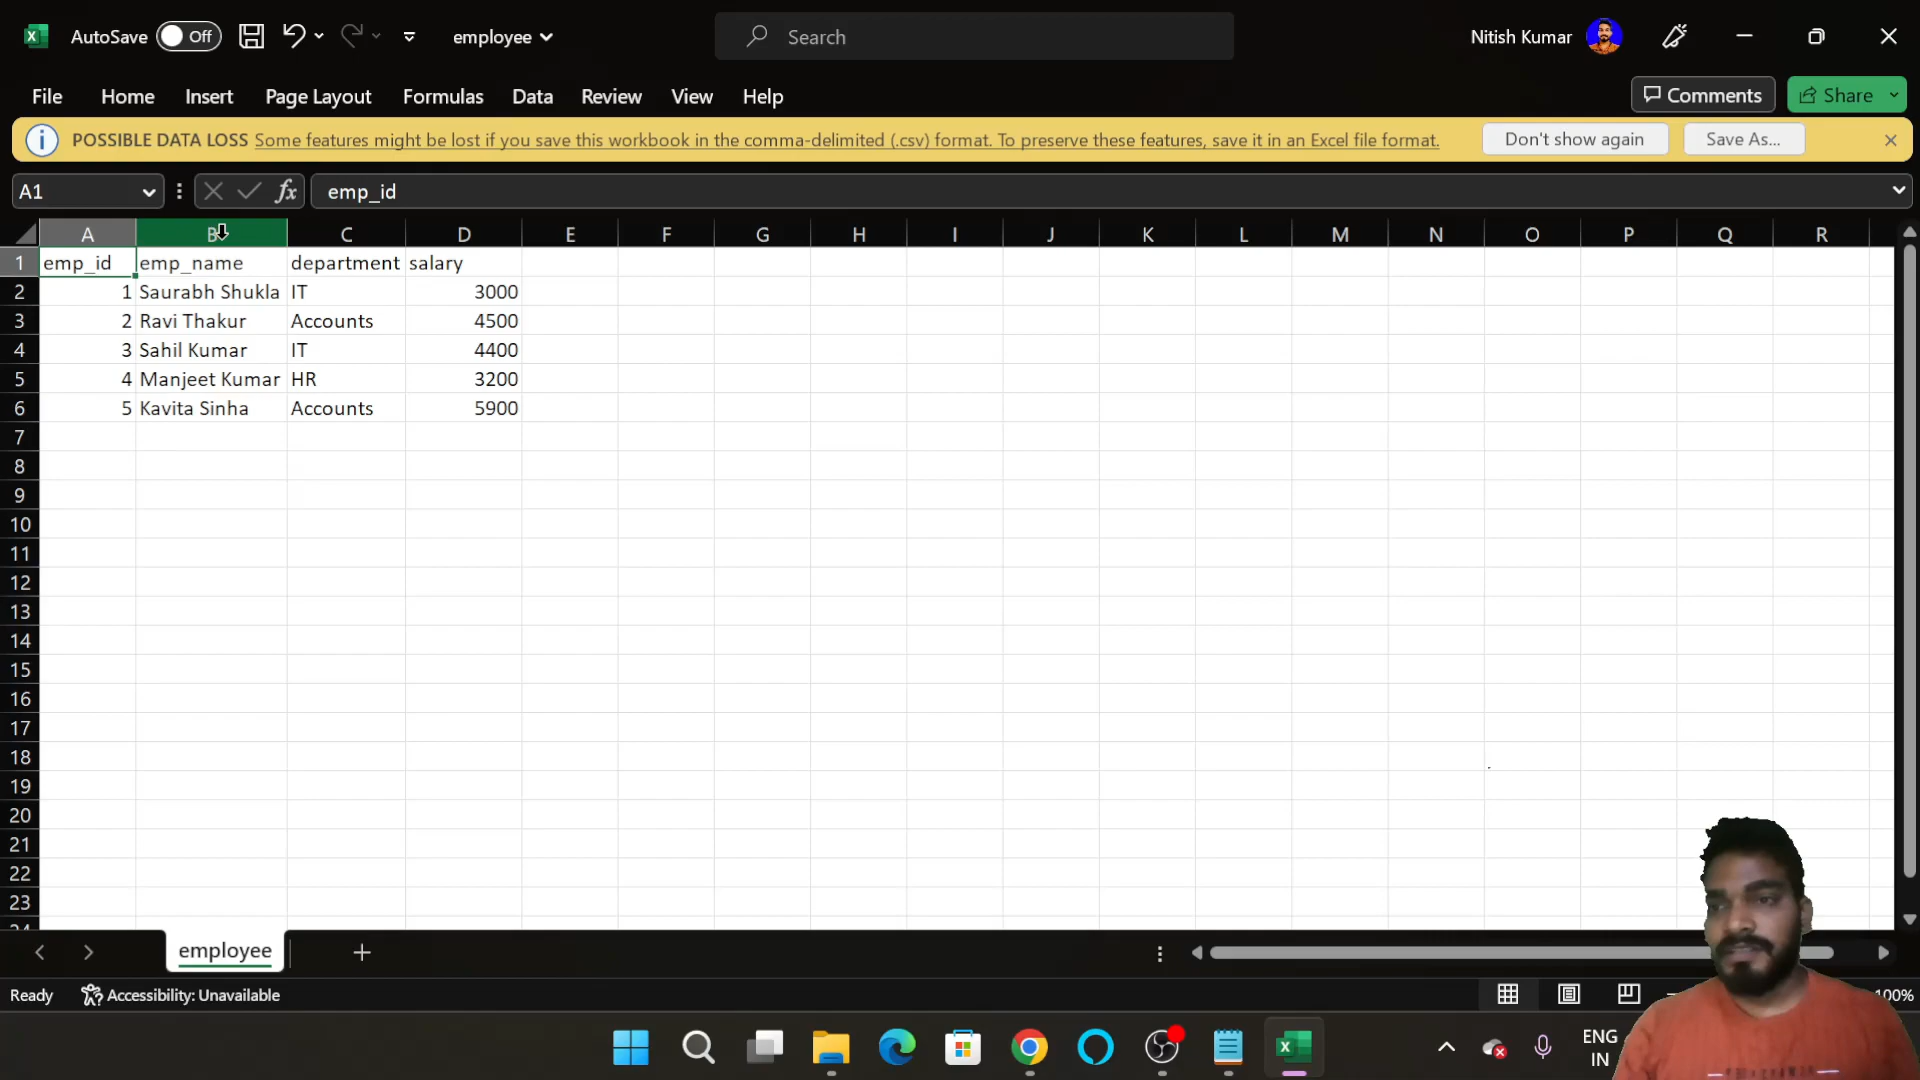 AutoSave Off employee Search Nitish Kumar
File Home Insert Page Layout Formulas Data Review View Help Comments Share
POSSIBLE DATA LOSS Some features might be lost if you save this workbook in the comma-delimited (.csv) format. To preserve these features, save it in an Excel file format. Don't show again Save As...
A1 fx emp_id
A B C D E F G H I J K L M N O P Q R
1 emp_id emp_name department salary
2 1 Saurabh Shukla IT 3000
3 2 Ravi Thakur Accounts 4500
4 3 Sahil Kumar IT 4400
5 4 Manjeet Kumar HR 3200
6 5 Kavita Sinha Accounts 5900
7
8
9
10
11
12
13
14
15
16
17
18
19
20
21
22
23
24
employee
Ready Accessibility: Unavailable 100%
ENG
IN